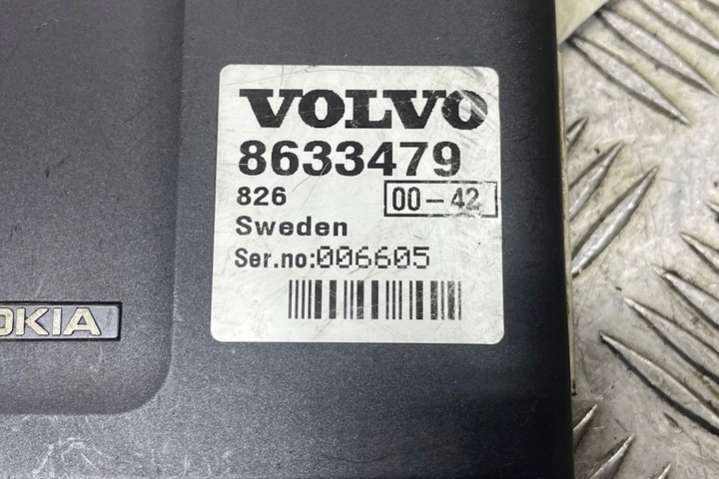 VOLVO
8633479
826 00-42
Sweden
Ser.no:006605
OKIA